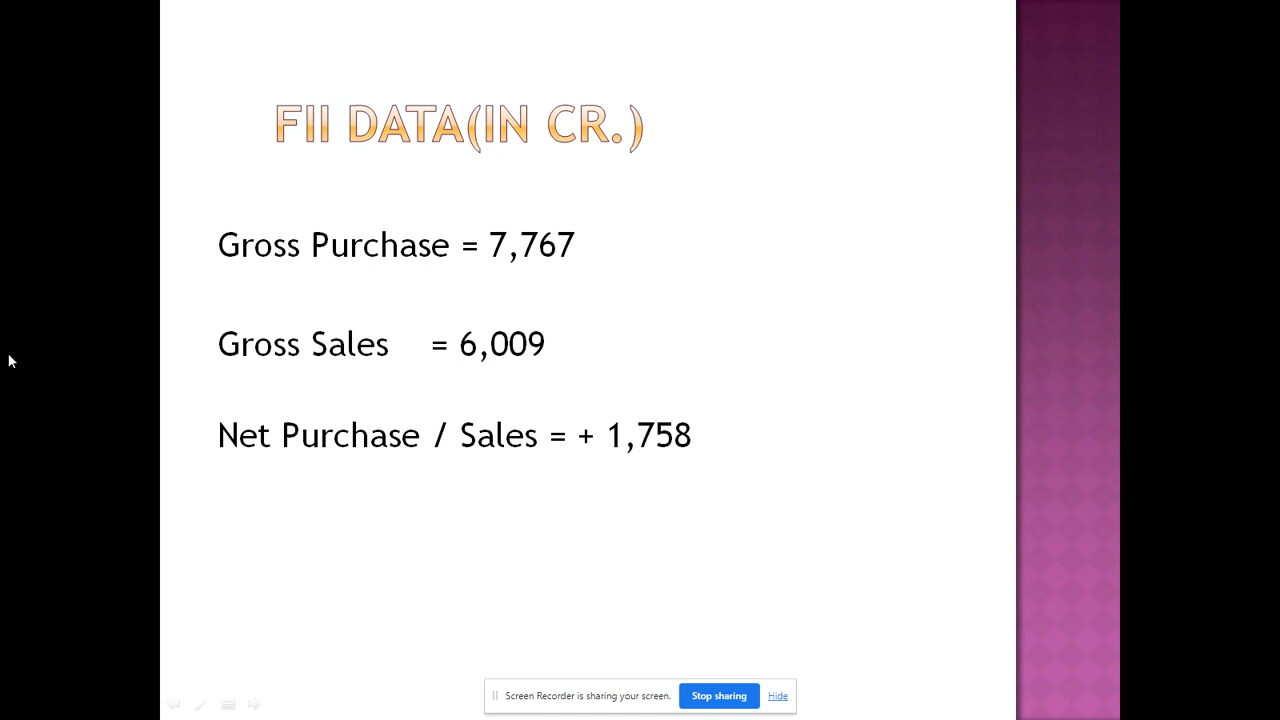 FII DATA(IN CR.)
Gross Purchase = 7,767
Gross Sales = 6,009
Net Purchase / Sales = + 1,758
Screen Recorder is sharing your screen. Stop sharing Hide